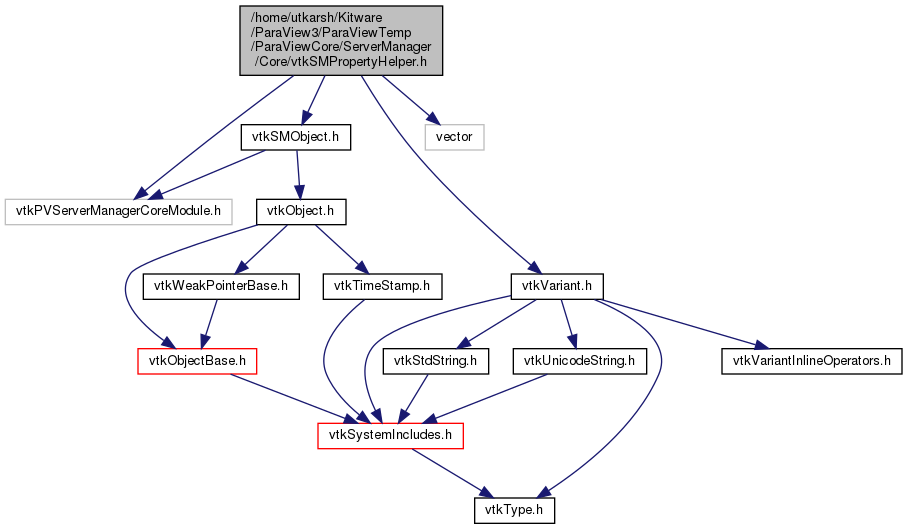 /home/utkarsh/Kitware
/ParaView3/ParaViewTemp
/ParaViewCore/ServerManager
/Core/vtkSMPropertyHelper.h
vtkSMObject.h
vector
vtkPVServerManagerCoreModule.h
vtkObject.h
vtkWeakPointerBase.h
vtkTimeStamp.h
vtkVariant.h
vtkObjectBase.h
vtkStdString.h
vtkUnicodeString.h
vtkVariantInlineOperators.h
vtkSystemIncludes.h
vtkType.h